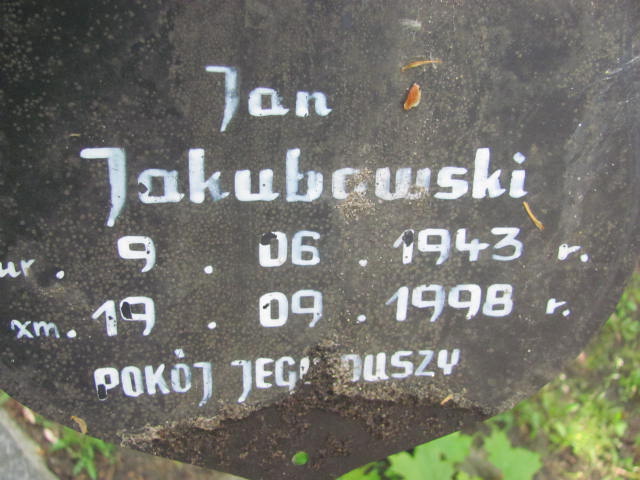 Jan
Jakubowski
ur. 9. 06. 1943 r.
zm. 19. 09. 1998 r.
POKÓJ JEGO DUSZY